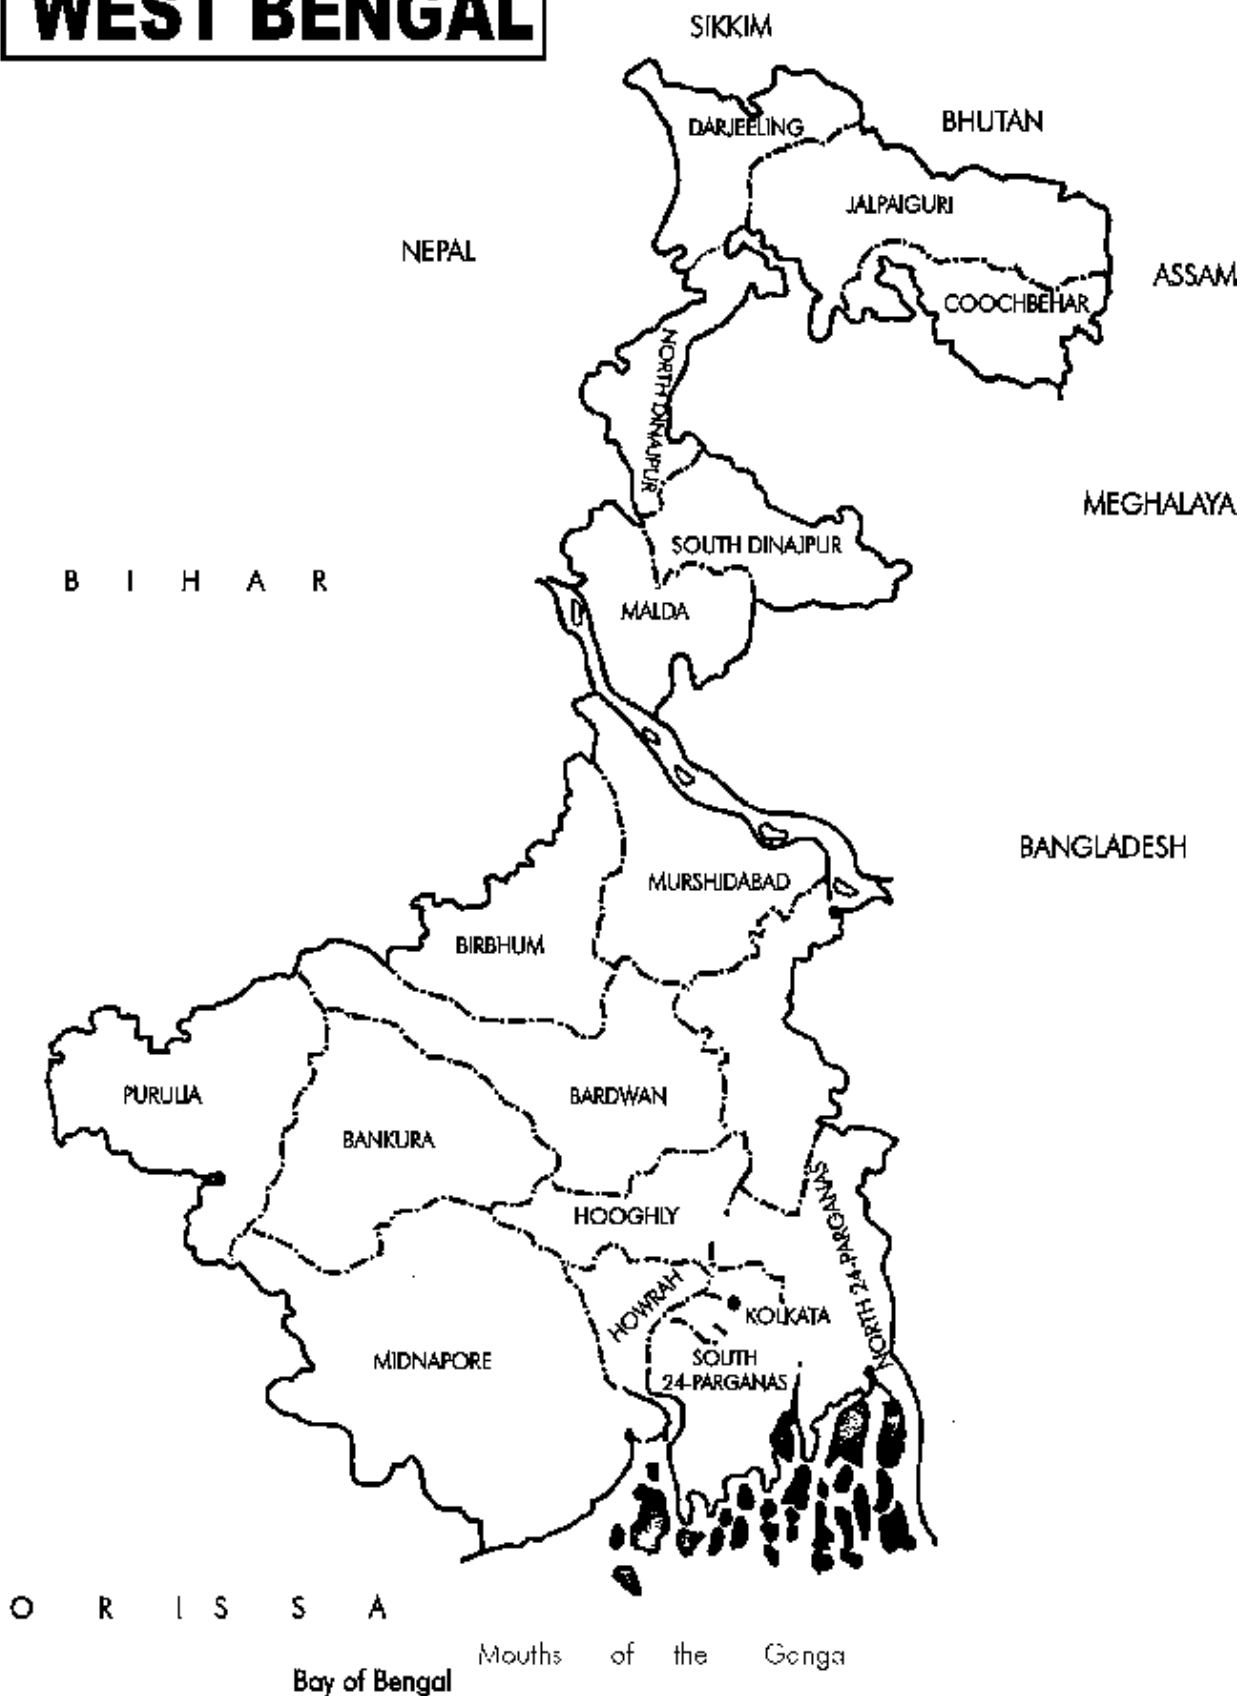 WEST BENGAL
SIKKIM
BHUTAN
DARJEELING
JALPAIGURI
NEPAL
ASSAM
COOCHBEHAR
NORTH DINAJPUR
MEGHALAYA
SOUTH DINAJPUR
BIHAR
MALDA
BANGLADESH
MURSHIDABAD
BIRBHUM
PURULIA
BARDWAN
BANKURA
HOOGHLY
NORTH 24-PARGANAS
HOWRAH
KOLKATA
MIDNAPORE
SOUTH
24-PARGANAS
ORISSA
Mouths of the Ganga
Bay of Bengal